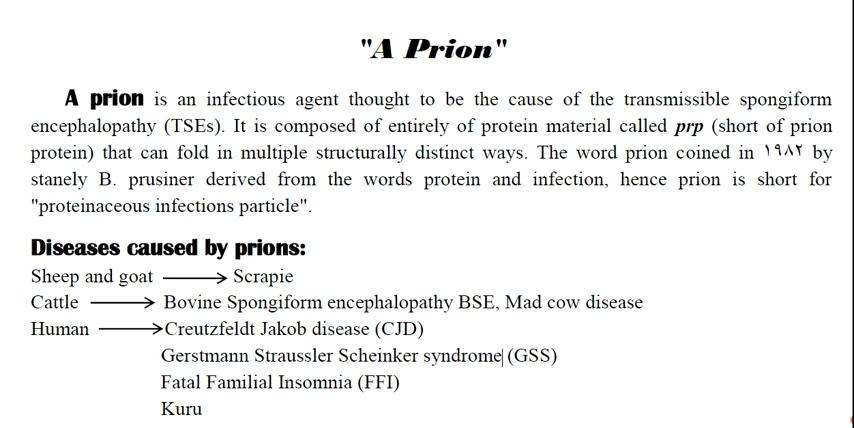 "A Prion"
A prion is an infectious agent thought to be the cause of the transmissible spongiform
encephalopathy (TSEs). It is composed of entirely of protein material called prp (short of prion
protein) that can fold in multiple structurally distinct ways. The word prion coined in ١٩٨٢ by
stanely B. prusiner derived from the words protein and infection, hence prion is short for
"proteinaceous infections particle".
Diseases caused by prions:
Sheep and goat ⟶ Scrapie
Cattle ⟶ Bovine Spongiform encephalopathy BSE, Mad cow disease
Human ⟶ Creutzfeldt Jakob disease (CJD)
Gerstmann Straussler Scheinker syndrome (GSS)
Fatal Familial Insomnia (FFI)
Kuru